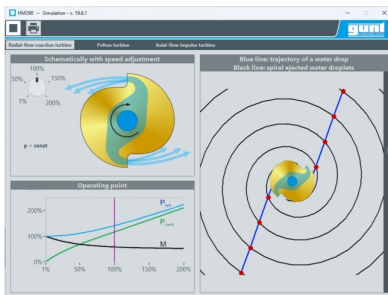 HM290 — Simulation - v. 19.6.1
gunt
Radial-flow reaction turbine
Pelton turbine
Axial-flow impulse turbine
Schematically with speed adjustment
100%
50%
150%
1%
200%
p = const
Operating point
200%
100%
0%
P hyd
P mech
M
1%
50%
100%
150%
200%
Blue line: trajectory of a water drop
Black line: spiral ejected water droplets